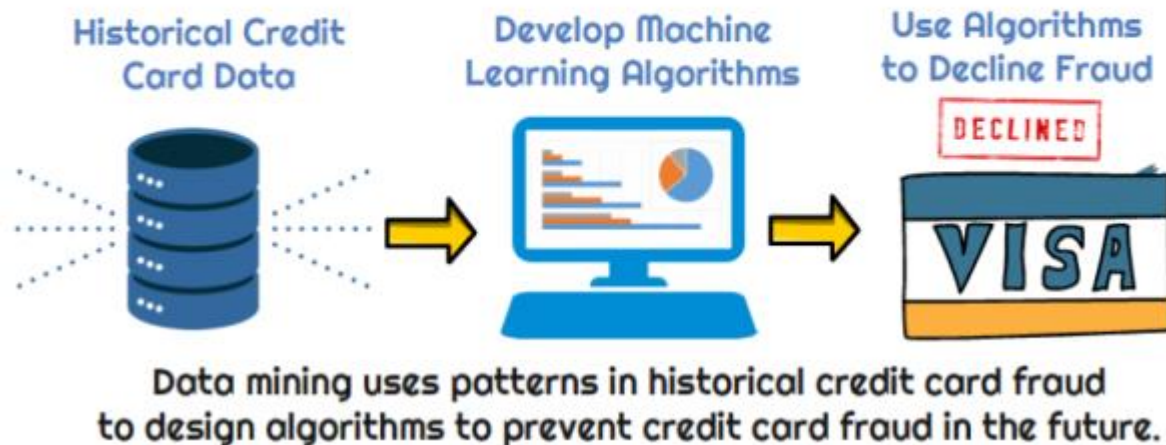 Historical Credit
Card Data
Develop Machine
Learning Algorithms
Use Algorithms
to Decline Fraud
DECLINED
VISA
Data mining uses patterns in historical credit card fraud
to design algorithms to prevent credit card fraud in the future.